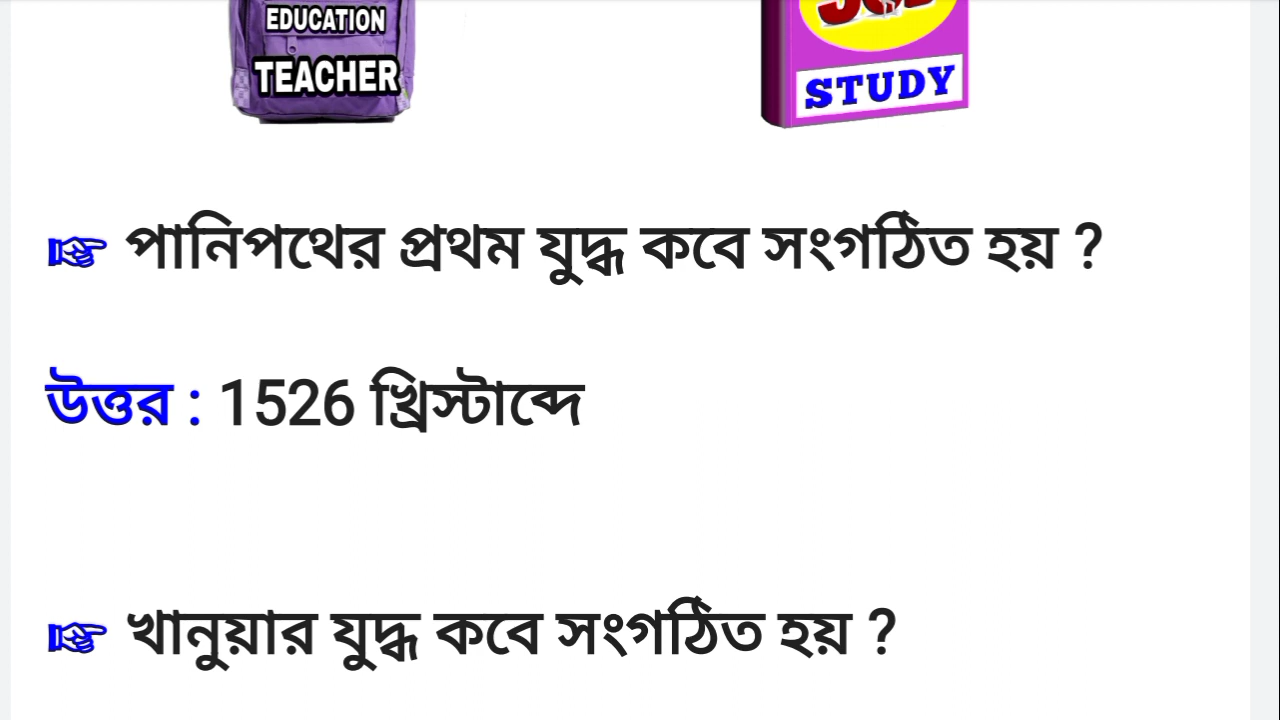 EDUCATION
TEACHER
STUDY
☞ পানিপথের প্রথম যুদ্ধ কবে সংগঠিত হয় ?
উত্তর : 1526 খ্রিস্টাব্দে
☞ খানুয়ার যুদ্ধ কবে সংগঠিত হয় ?